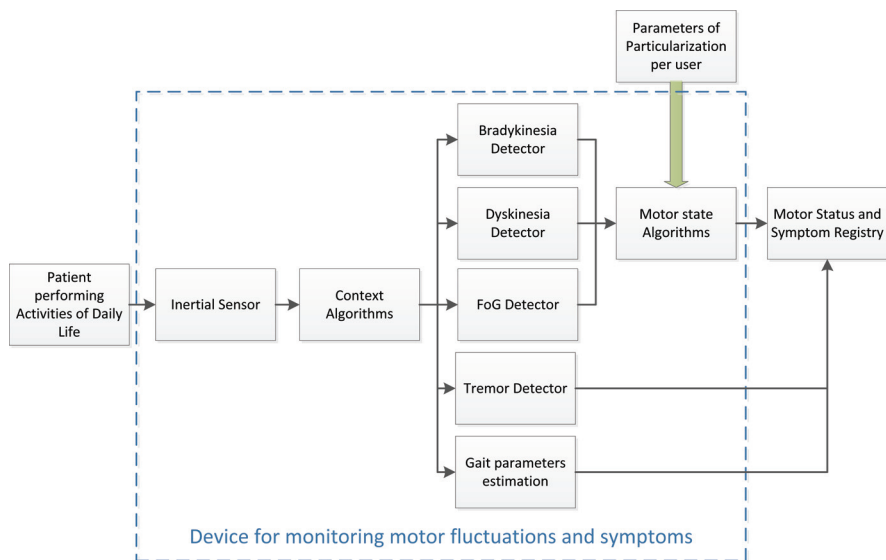 Parameters of
Particularization
per user
Bradykinesia
Detector
Dyskinesia
Detector
Motor state
Algorithms
Motor Status and
Symptom Registry
Patient
performing
Activities of Daily
Life
Inertial Sensor
Context
Algorithms
FoG Detector
Tremor Detector
Gait parameters
estimation
Device for monitoring motor fluctuations and symptoms